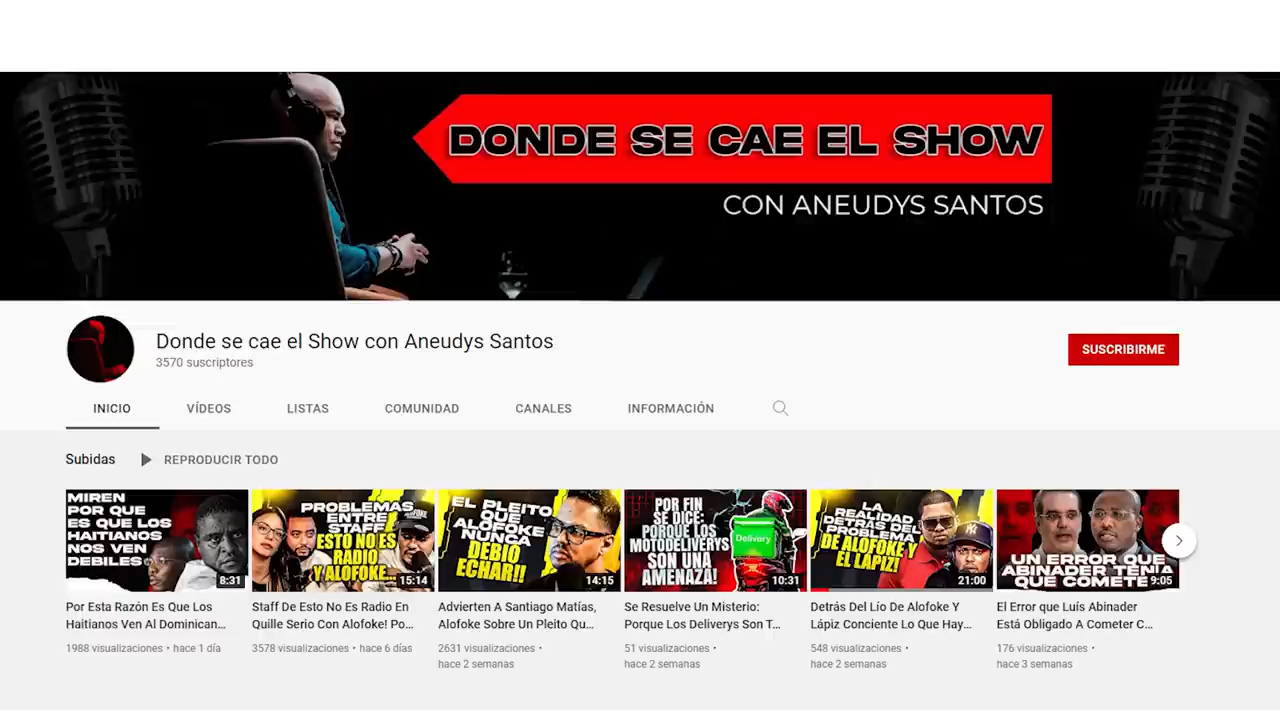 DONDE SE CAE EL SHOW
CON ANEUDYS SANTOS
Donde se cae el Show con Aneudys Santos
3570 suscriptores
SUSCRIBIRME
INICIO
VÍDEOS
LISTAS
COMUNIDAD
CANALES
INFORMACIÓN
Subidas
REPRODUCIR TODO
MIREN
POR QUE
ES QUE LOS
HAITIANOS
NOS VEN
DEBILES
8:31
Por Esta Razón Es Que Los
Haitianos Ven Al Dominican...
1988 visualizaciones • hace 1 día
PROBLEMAS
ENTRE
STAFF DE
ESTO NO ES
RADIO
Y ALOFOKE...
15:14
Staff De Esto No Es Radio En
Quille Serio Con Alofoke! Po...
3578 visualizaciones • hace 6 días
EL PLEITO
QUE
ALOFOKE
NUNCA
DEBIO
ECHAR!!
14:15
Advierten A Santiago Matías,
Alofoke Sobre Un Pleito Qu...
2631 visualizaciones •
hace 2 semanas
POR FIN
SE DICE:
PORQUE LOS
MOTODELIVERYS
SON UNA
AMENAZA!
Delivery
10:31
Se Resuelve Un Misterio:
Porque Los Deliverys Son T...
51 visualizaciones •
hace 2 semanas
LA
REALIDAD
DETRÁS DEL
PROBLEMA
DE ALOFOKE Y
EL LAPIZ!
21:00
Detrás Del Lío De Alofoke Y
Lápiz Conciente Lo Que Hay...
548 visualizaciones •
hace 2 semanas
UN ERROR QUE
ABINADER TENIA
QUE COMETE
9:05
El Error que Luís Abinader
Está Obligado A Cometer C...
176 visualizaciones •
hace 3 semanas